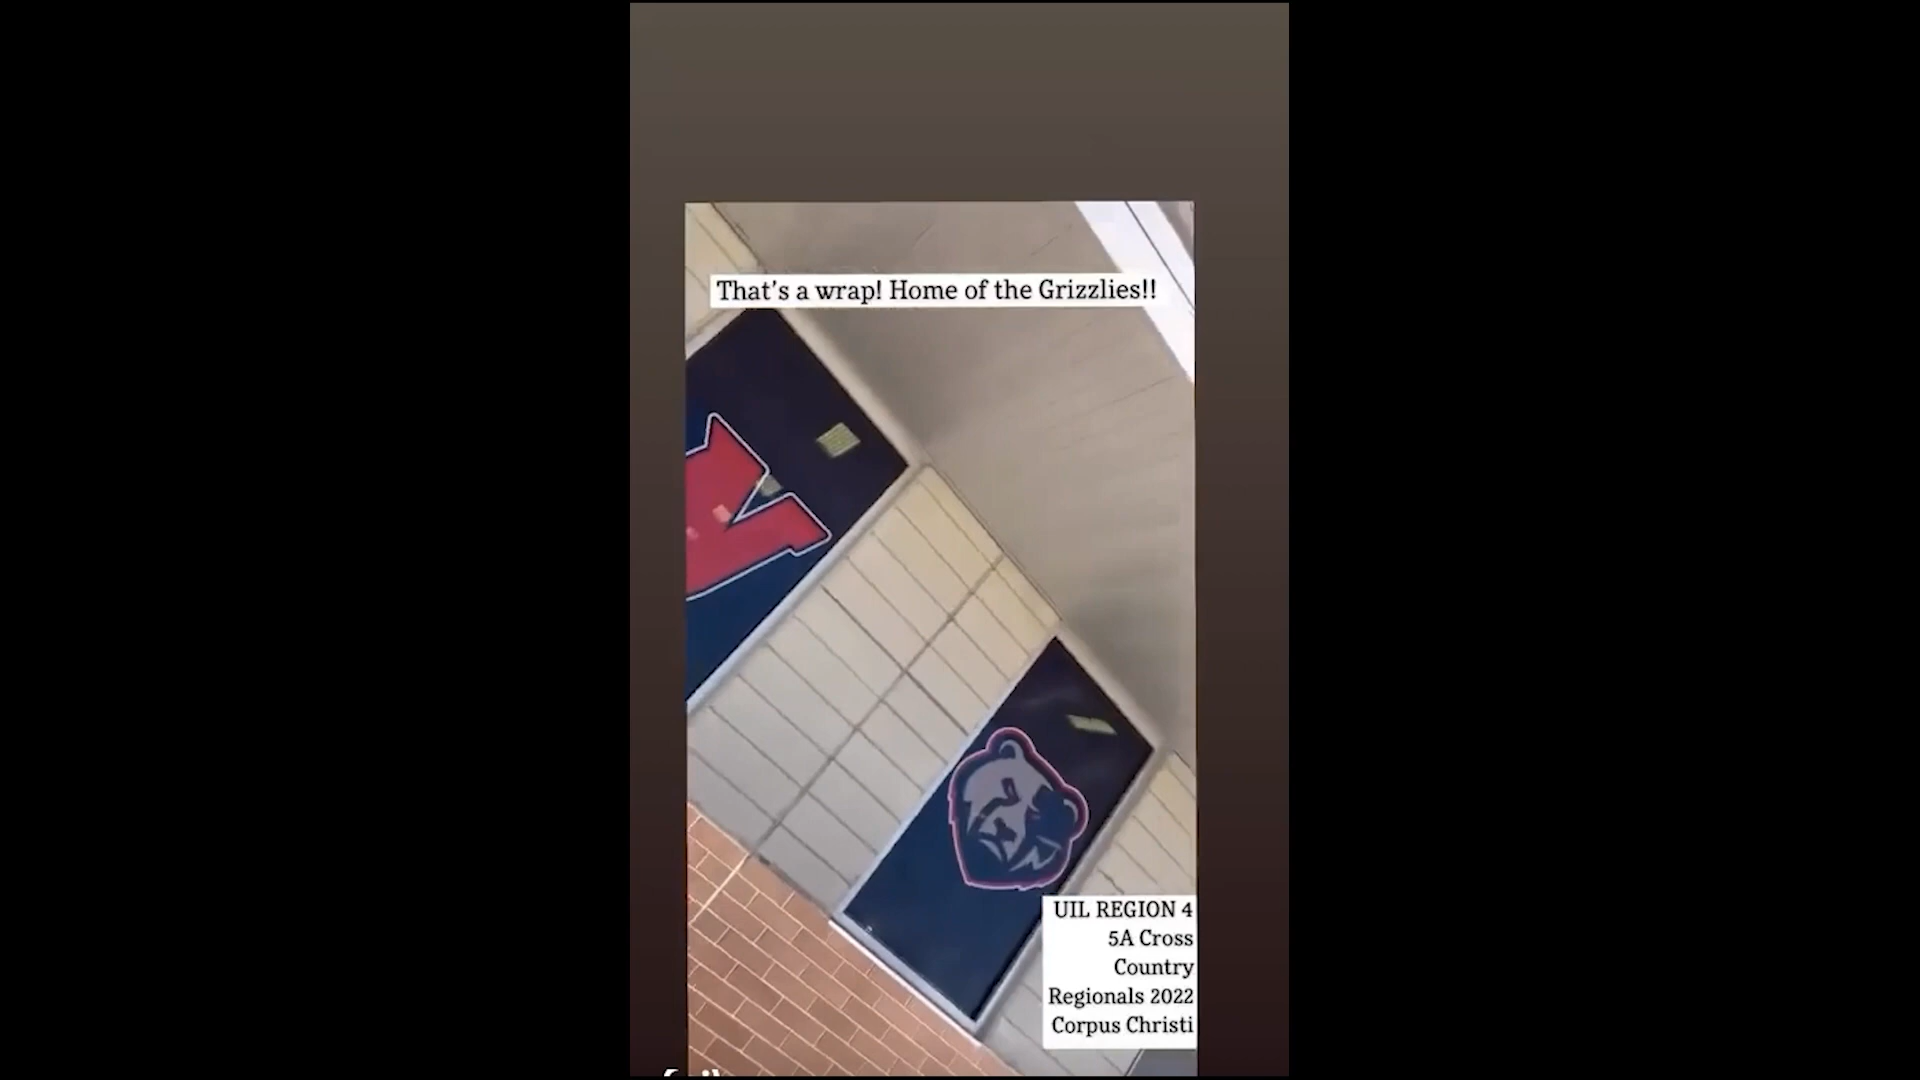 That's a wrap! Home of the Grizzlies!!
UIL REGION 4
5A Cross
Country
Regionals 2022
Corpus Christi